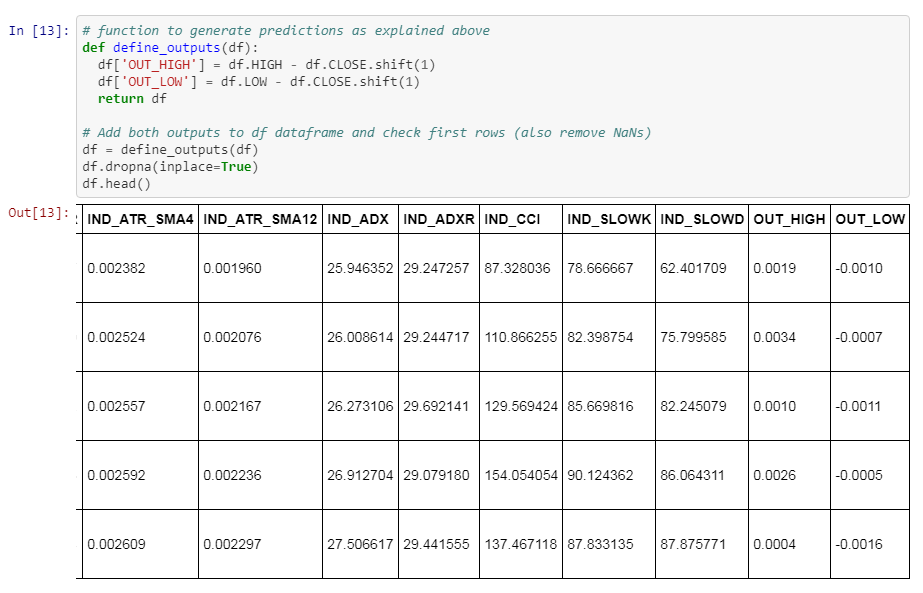 In [13]: # function to generate predictions as explained above
def define_outputs(df):
  df['OUT_HIGH'] = df.HIGH - df.CLOSE.shift(1)
  df['OUT_LOW'] = df.LOW - df.CLOSE.shift(1)
  return df

# Add both outputs to df dataframe and check first rows (also remove NaNs)
df = define_outputs(df)
df.dropna(inplace=True)
df.head()
Out[13]: IND_ATR_SMA4 IND_ATR_SMA12 IND_ADX IND_ADXR IND_CCI IND_SLOWK IND_SLOWD OUT_HIGH OUT_LOW
0.002382 0.001960 25.946352 29.247257 87.328036 78.666667 62.401709 0.0019 -0.0010
0.002524 0.002076 26.008614 29.244717 110.866255 82.398754 75.799585 0.0034 -0.0007
0.002557 0.002167 26.273106 29.692141 129.569424 85.669816 82.245079 0.0010 -0.0011
0.002592 0.002236 26.912704 29.079180 154.054054 90.124362 86.064311 0.0026 -0.0005
0.002609 0.002297 27.506617 29.441555 137.467118 87.833135 87.875771 0.0004 -0.0016